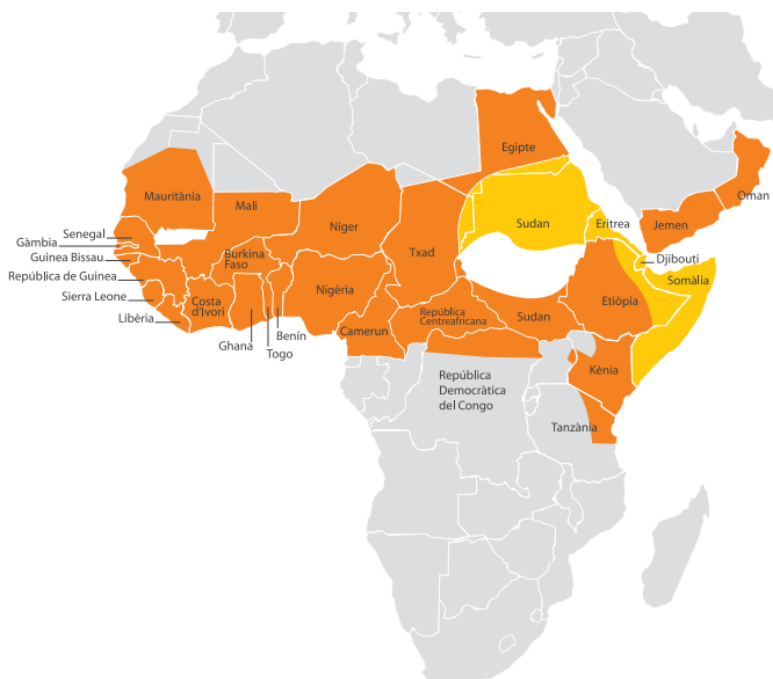 Egipte
Mauritània
Mali
Níger
Txad
Sudan
Eritrea
Jemen
Oman
Senegal
Gàmbia
Guinea Bissau
República de Guinea
Sierra Leone
Libèria
Burkina
Faso
Costa
d'Ivori
Ghana
Togo
Benín
Nigèria
Camerun
República
Centreafricana
Sudan
Etiòpia
Djibouti
Somàlia
República
Democràtica
del Congo
Kènia
Tanzània